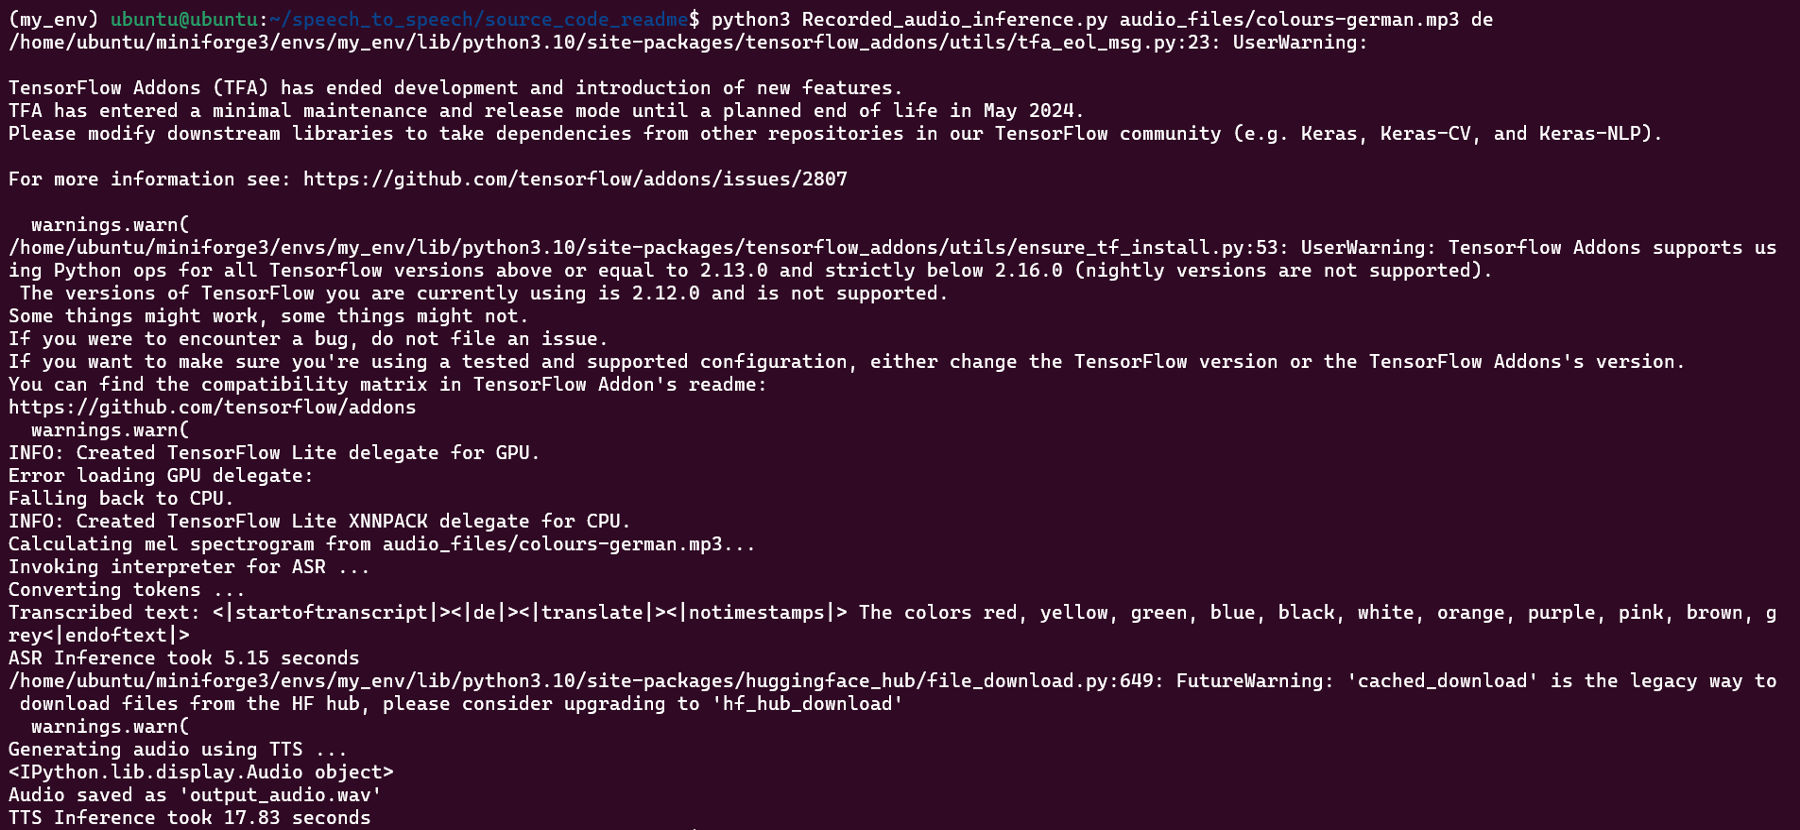 (my_env) ubuntu@ubuntu:~/speech_to_speech/source_code_readme$ python3 Recorded_audio_inference.py audio_files/colours-german.mp3 de
/home/ubuntu/miniforge3/envs/my_env/lib/python3.10/site-packages/tensorflow_addons/utils/tfa_eol_msg.py:23: UserWarning:
TensorFlow Addons (TFA) has ended development and introduction of new features.
TFA has entered a minimal maintenance and release mode until a planned end of life in May 2024.
Please modify downstream libraries to take dependencies from other repositories in our TensorFlow community (e.g. Keras, Keras-CV, and Keras-NLP).
For more information see: https://github.com/tensorflow/addons/issues/2807
  warnings.warn(
/home/ubuntu/miniforge3/envs/my_env/lib/python3.10/site-packages/tensorflow_addons/utils/ensure_tf_install.py:53: UserWarning: Tensorflow Addons supports us
ing Python ops for all Tensorflow versions above or equal to 2.13.0 and strictly below 2.16.0 (nightly versions are not supported).
 The versions of TensorFlow you are currently using is 2.12.0 and is not supported.
Some things might work, some things might not.
If you were to encounter a bug, do not file an issue.
If you want to make sure you're using a tested and supported configuration, either change the TensorFlow version or the TensorFlow Addons's version.
You can find the compatibility matrix in TensorFlow Addon's readme:
https://github.com/tensorflow/addons
  warnings.warn(
INFO: Created TensorFlow Lite delegate for GPU.
Error loading GPU delegate:
Falling back to CPU.
INFO: Created TensorFlow Lite XNNPACK delegate for CPU.
Calculating mel spectrogram from audio_files/colours-german.mp3...
Invoking interpreter for ASR ...
Converting tokens ...
Transcribed text: <|startoftranscript|><|de|><|translate|><|notimestamps|> The colors red, yellow, green, blue, black, white, orange, purple, pink, brown, g
rey<|endoftext|>
ASR Inference took 5.15 seconds
/home/ubuntu/miniforge3/envs/my_env/lib/python3.10/site-packages/huggingface_hub/file_download.py:649: FutureWarning: 'cached_download' is the legacy way to
 download files from the HF hub, please consider upgrading to 'hf_hub_download'
  warnings.warn(
Generating audio using TTS ...
<IPython.lib.display.Audio object>
Audio saved as 'output_audio.wav'
TTS Inference took 17.83 seconds